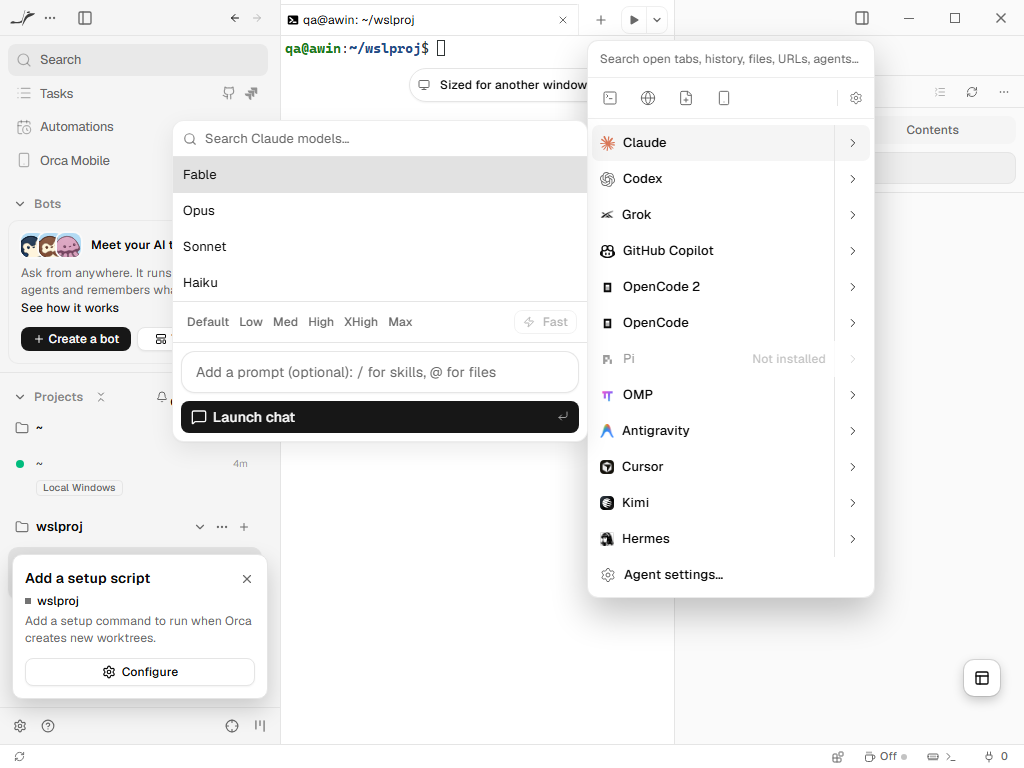 qa@awin: ~/wslproj
Search
Tasks
Automations
Orca Mobile
Bots
Meet your AI
Ask from anywhere. It runs
agents and remembers
See how it works
Create a bot
Projects
~
~
4m
Local Windows
wslproj
Add a setup script
wslproj
Add a setup command to run when Orca
creates new worktrees.
Configure
qa@awin:~/wslproj$
Sized for another window
Search Claude models...
Fable
Opus
Sonnet
Haiku
Default Low Med High XHigh Max Fast
Add a prompt (optional): / for skills, @ for files
Launch chat
Search open tabs, history, files, URLs, agents...
Claude
Codex
Grok
GitHub Copilot
OpenCode 2
OpenCode
Pi Not installed
OMP
Antigravity
Cursor
Kimi
Hermes
Agent settings...
Contents
Off
0